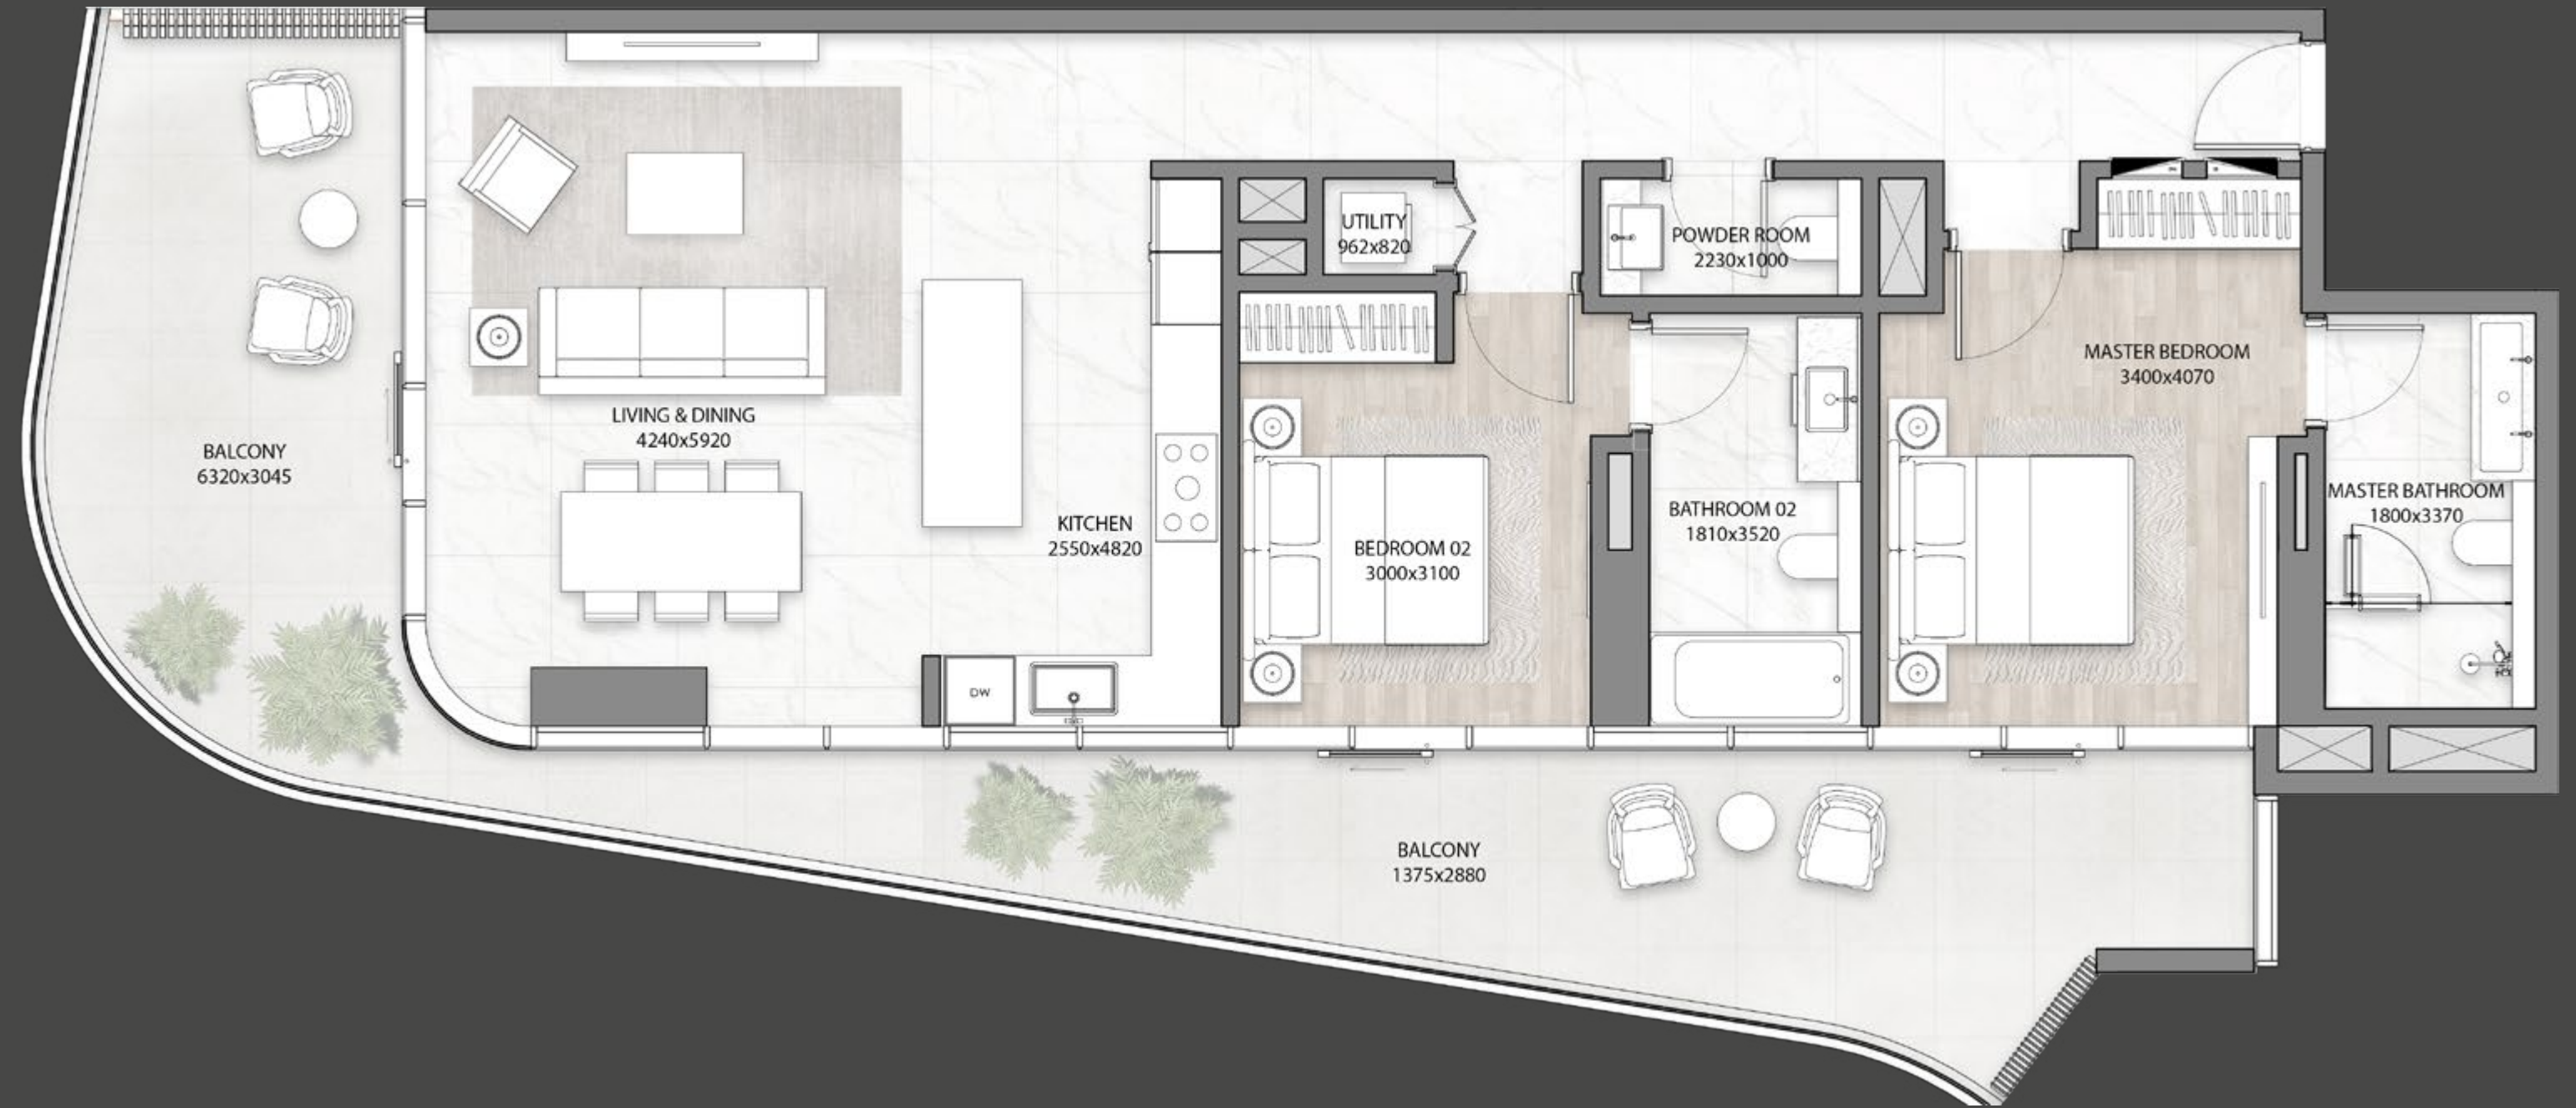 UTILITY
962x820
POWDER ROOM
2230x1000
MASTER BEDROOM
3400x4070
LIVING & DINING
4240x5920
BALCONY
6320x3045
KITCHEN
2550x4820
BEDROOM 02
3000x3100
BATHROOM 02
1810x3520
MASTER BATHROOM
1800x3370
DW
BALCONY
1375x2880